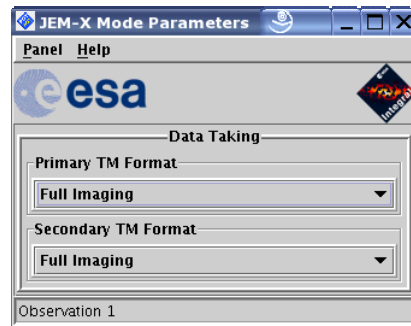 JEM-X Mode Parameters
Panel Help
esa
Integral
Data Taking
Primary TM Format
Full Imaging
Secondary TM Format
Full Imaging
Observation 1